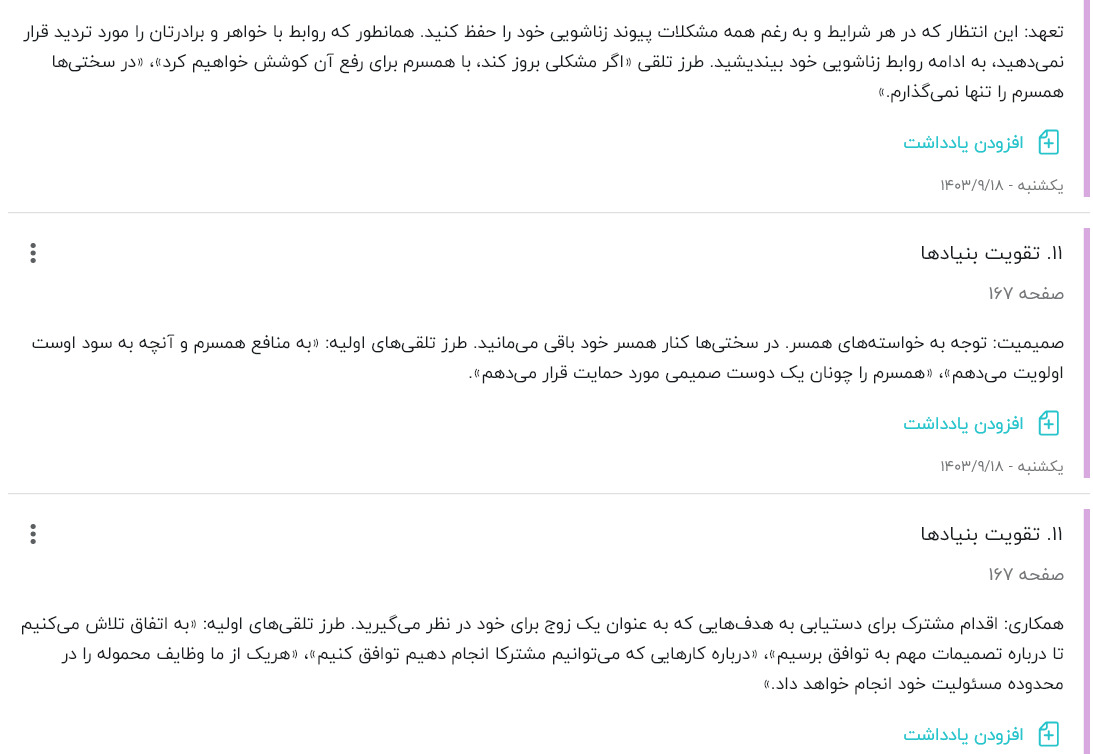 تعهد: این انتظار که در هر شرایط و به رغم همه مشکلات پیوند زناشویی خود را حفظ کنید. همانطور که روابط با خواهر و برادرتان را مورد تردید قرار
نمی‌دهید، به ادامه روابط زناشویی خود بیندیشید. طرز تلقی «اگر مشکلی بروز کند، با همسرم برای رفع آن کوشش خواهیم کرد»، «در سختی‌ها
همسرم را تنها نمی‌گذارم.»
افزودن یادداشت
یکشنبه - ۱۴۰۳/۹/۱۸
۱۱. تقویت بنیادها
صفحه ۱۶۷
صمیمیت: توجه به خواسته‌های همسر. در سختی‌ها کنار همسر خود باقی می‌مانید. طرز تلقی‌های اولیه: «به منافع همسرم و آنچه به سود اوست
اولویت می‌دهم»، «همسرم را چونان یک دوست صمیمی مورد حمایت قرار می‌دهم».
افزودن یادداشت
یکشنبه - ۱۴۰۳/۹/۱۸
۱۱. تقویت بنیادها
صفحه ۱۶۷
همکاری: اقدام مشترک برای دستیابی به هدف‌هایی که به عنوان یک زوج برای خود در نظر می‌گیرید. طرز تلقی‌های اولیه: «به اتفاق تلاش می‌کنیم
تا درباره تصمیمات مهم به توافق برسیم»، «درباره کارهایی که می‌توانیم مشترکا انجام دهیم توافق کنیم»، «هریک از ما وظایف محموله را در
محدوده مسئولیت خود انجام خواهد داد.»
افزودن یادداشت